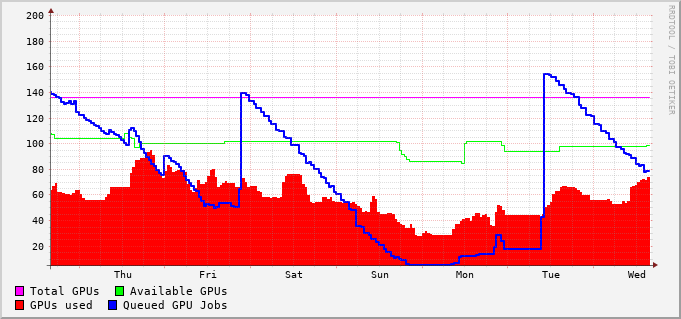 200
180
160
140
120
100
80
60
40
20
Thu Fri Sat Sun Mon Tue Wed
Total GPUs Available GPUs
GPUs used Queued GPU Jobs
RRDTOOL / TOBI OETIKER